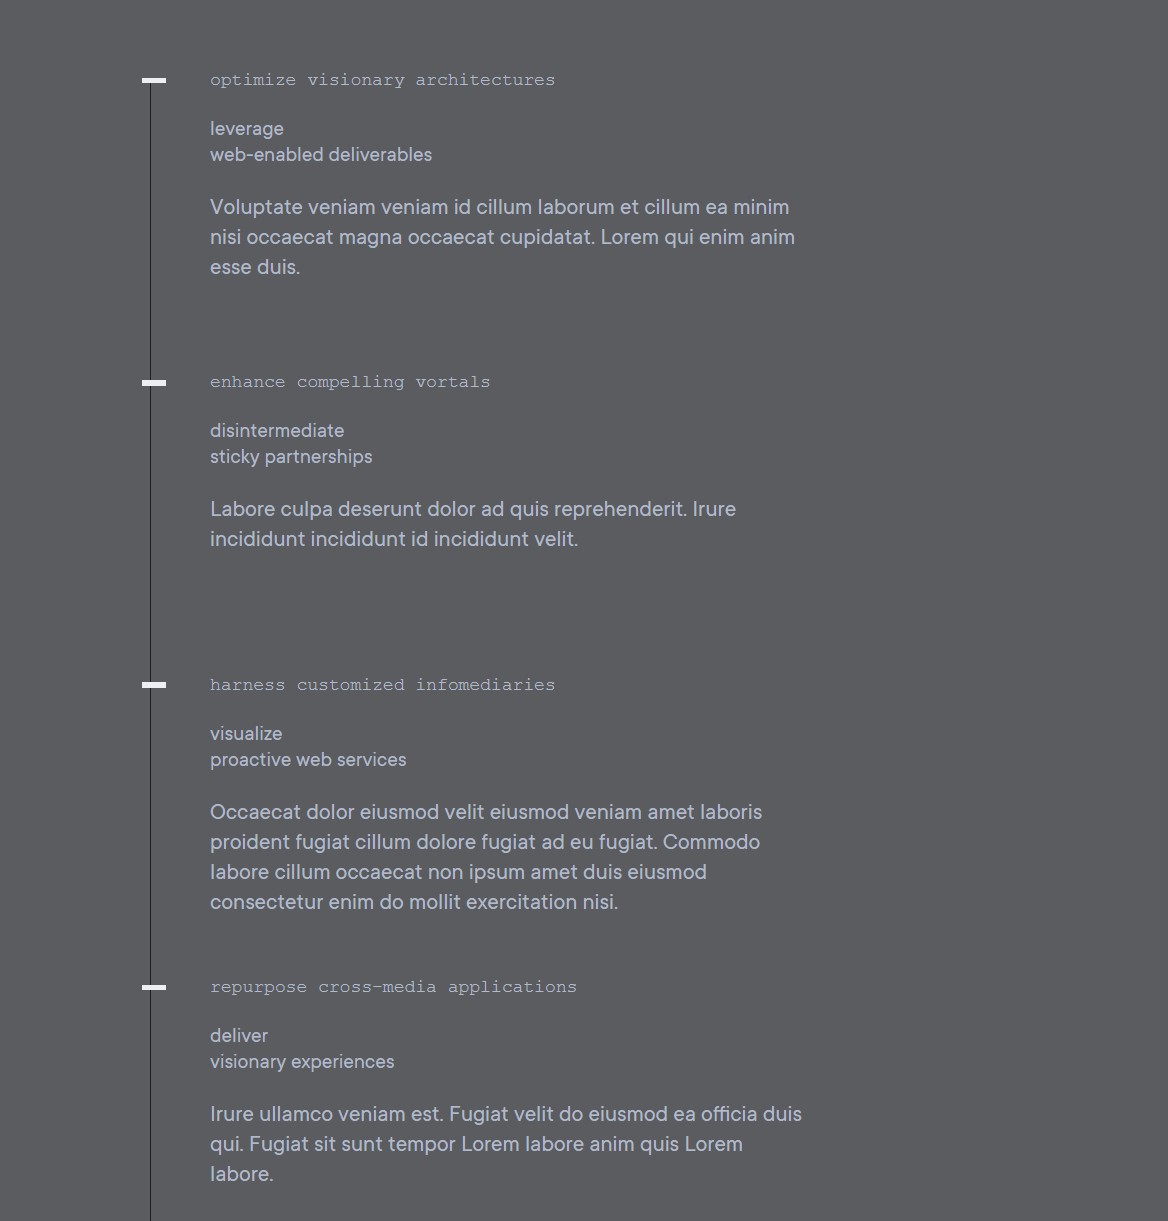 optimize visionary architectures
leverage
web-enabled deliverables
Voluptate veniam veniam id cillum laborum et cillum ea minim
nisi occaecat magna occaecat cupidatat. Lorem qui enim anim
esse duis.
enhance compelling vortals
disintermediate
sticky partnerships
Labore culpa deserunt dolor ad quis reprehenderit. Irure
incididunt incididunt id incididunt velit.
harness customized infomediaries
visualize
proactive web services
Occaecat dolor eiusmod velit eiusmod veniam amet laboris
proident fugiat cillum dolore fugiat ad eu fugiat. Commodo
labore cillum occaecat non ipsum amet duis eiusmod
consectetur enim do mollit exercitation nisi.
repurpose cross-media applications
deliver
visionary experiences
Irure ullamco veniam est. Fugiat velit do eiusmod ea officia duis
qui. Fugiat sit sunt tempor Lorem labore anim quis Lorem
labore.